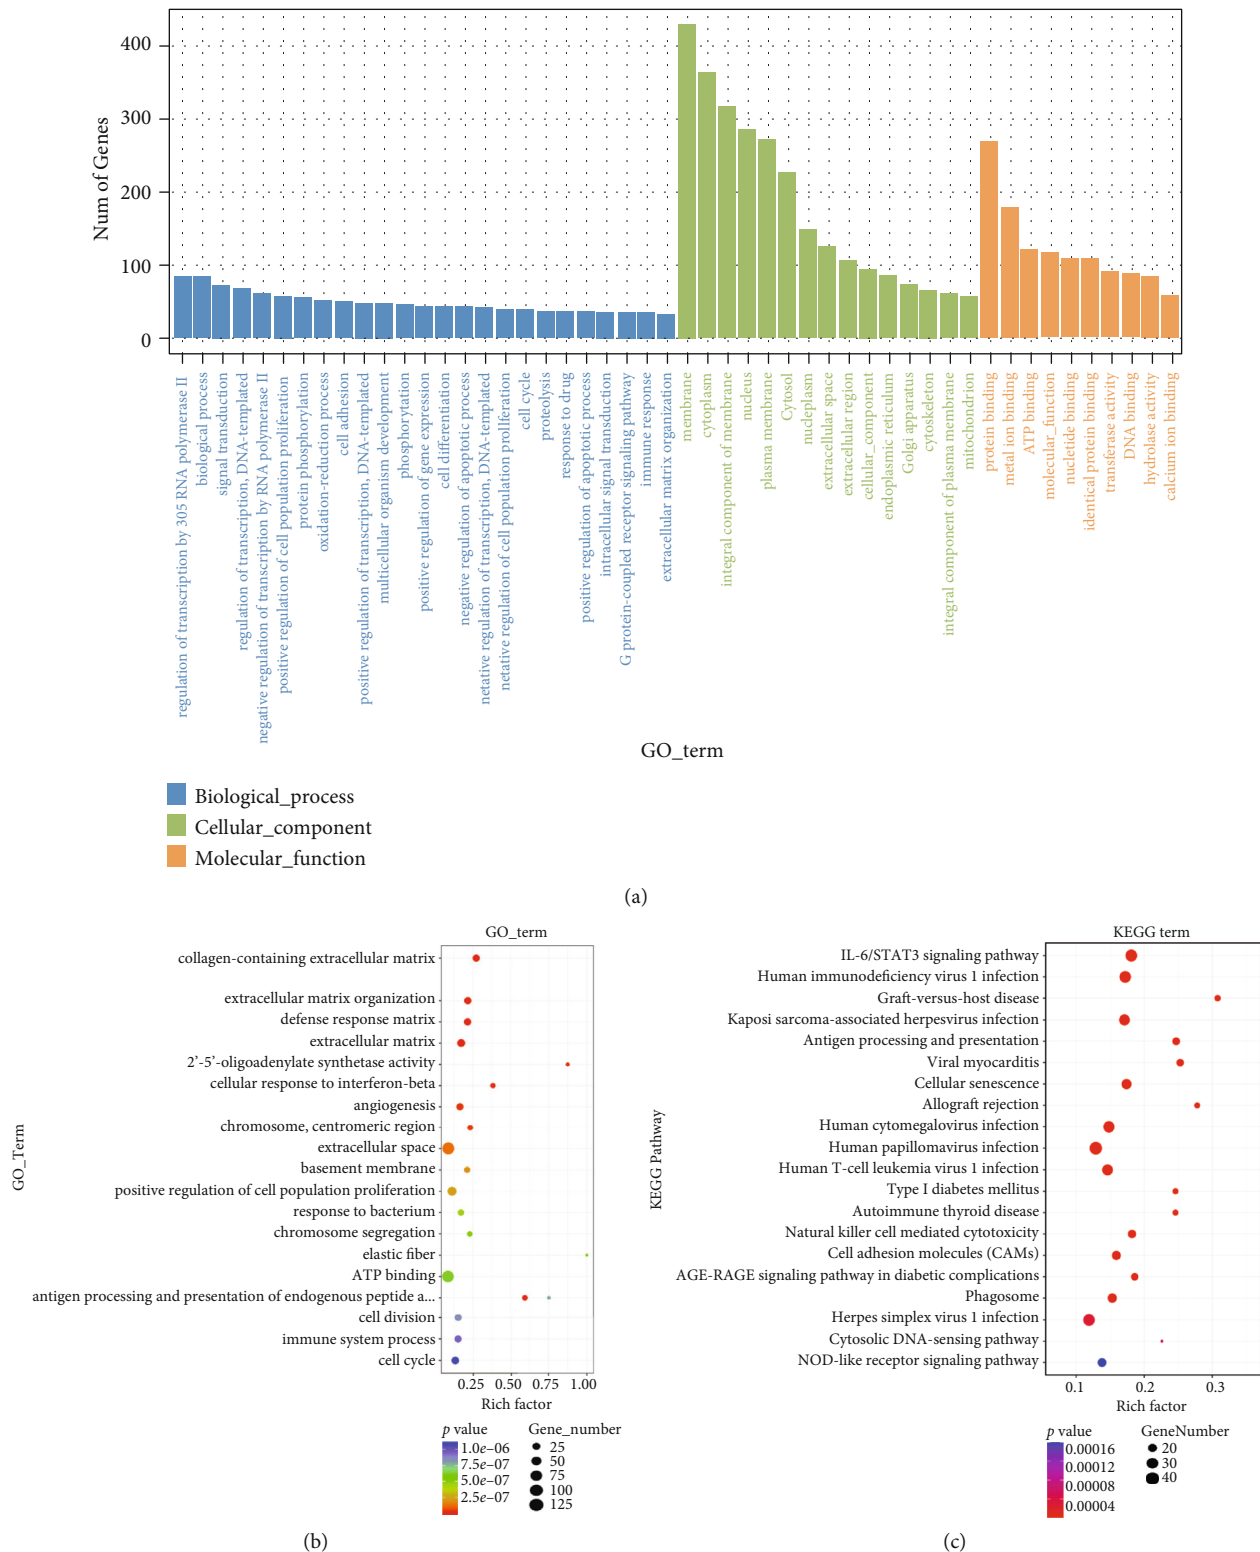 400
300
200
100
0
Num of Genes
regulation of transcription by 305 RNA polymerase II
biological process
signal transduction
regulation of transcription, DNA-templated
negative regulation of transcription by RNA polymerase II
positive regulation of cell population proliferation
protein phosphorylation
oxidation-reduction process
cell adhesion
positive regulation of transcription, DNA-templated
multicellular organism development
phosphorytation
positive regulation of gene expression
cell differentiation
negative regulation of apoptotic process
netative regulation of transcription, DNA-templated
netative regulation of cell population proliferation
cell cycle
proteolysis
response to drug
positive regulation of apoptotic process
intracellular signal transduction
G protein-coupled receptor signaling pathway
immune response
extracellular matrix organization
membrane
cytoplasm
integral component of membrane
nudeus
plasma membrane
Cytosol
nudeplasm
extracellular space
extracellular region
cellular_component
endoplasmic reticulum
Golgi apparatus
cytoskeleton
integral component of plasma membrane
mitochondrion
protein binding
metal ion binding
ATP binding
molecular_function
nucletide binding
identical protein binding
transferase activity
DNA binding
hydrolase activity
calcium ion binding
GO_term
Biological_process
Cellular_component
Molecular_function
(a)
GO_term
GO_Term
collagen-containing extracellular matrix
extracellular matrix organization
defense response matrix
extracellular matrix
2'-5'-oligoadenylate synthetase activity
cellular response to interferon-beta
angiogenesis
chromosome, centromeric region
extracellular space
basement membrane
positive regulation of cell population proliferation
response to bacterium
chromosome segregation
elastic fiber
ATP binding
antigen processing and presentation of endogenous peptide a...
cell division
immune system process
cell cycle
0.25 0.50 0.75 1.00
Rich factor
p value
1.0e–06
7.5e–07
5.0e–07
2.5e–07
Gene_number
25
50
75
100
125
(b)
KEGG term
KEGG Pathway
IL-6/STAT3 signaling pathway
Human immunodeficiency virus 1 infection
Graft-versus-host disease
Kaposi sarcoma-associated herpesvirus infection
Antigen processing and presentation
Viral myocarditis
Cellular senescence
Allograft rejection
Human cytomegalovirus infection
Human papillomavirus infection
Human T-cell leukemia virus 1 infection
Type I diabetes mellitus
Autoimmune thyroid disease
Natural killer cell mediated cytotoxicity
Cell adhesion molecules (CAMs)
AGE-RAGE signaling pathway in diabetic complications
Phagosome
Herpes simplex virus 1 infection
Cytosolic DNA-sensing pathway
NOD-like receptor signaling pathway
0.1 0.2 0.3
Rich factor
p value
0.00016
0.00012
0.00008
0.00004
GeneNumber
20
30
40
(c)